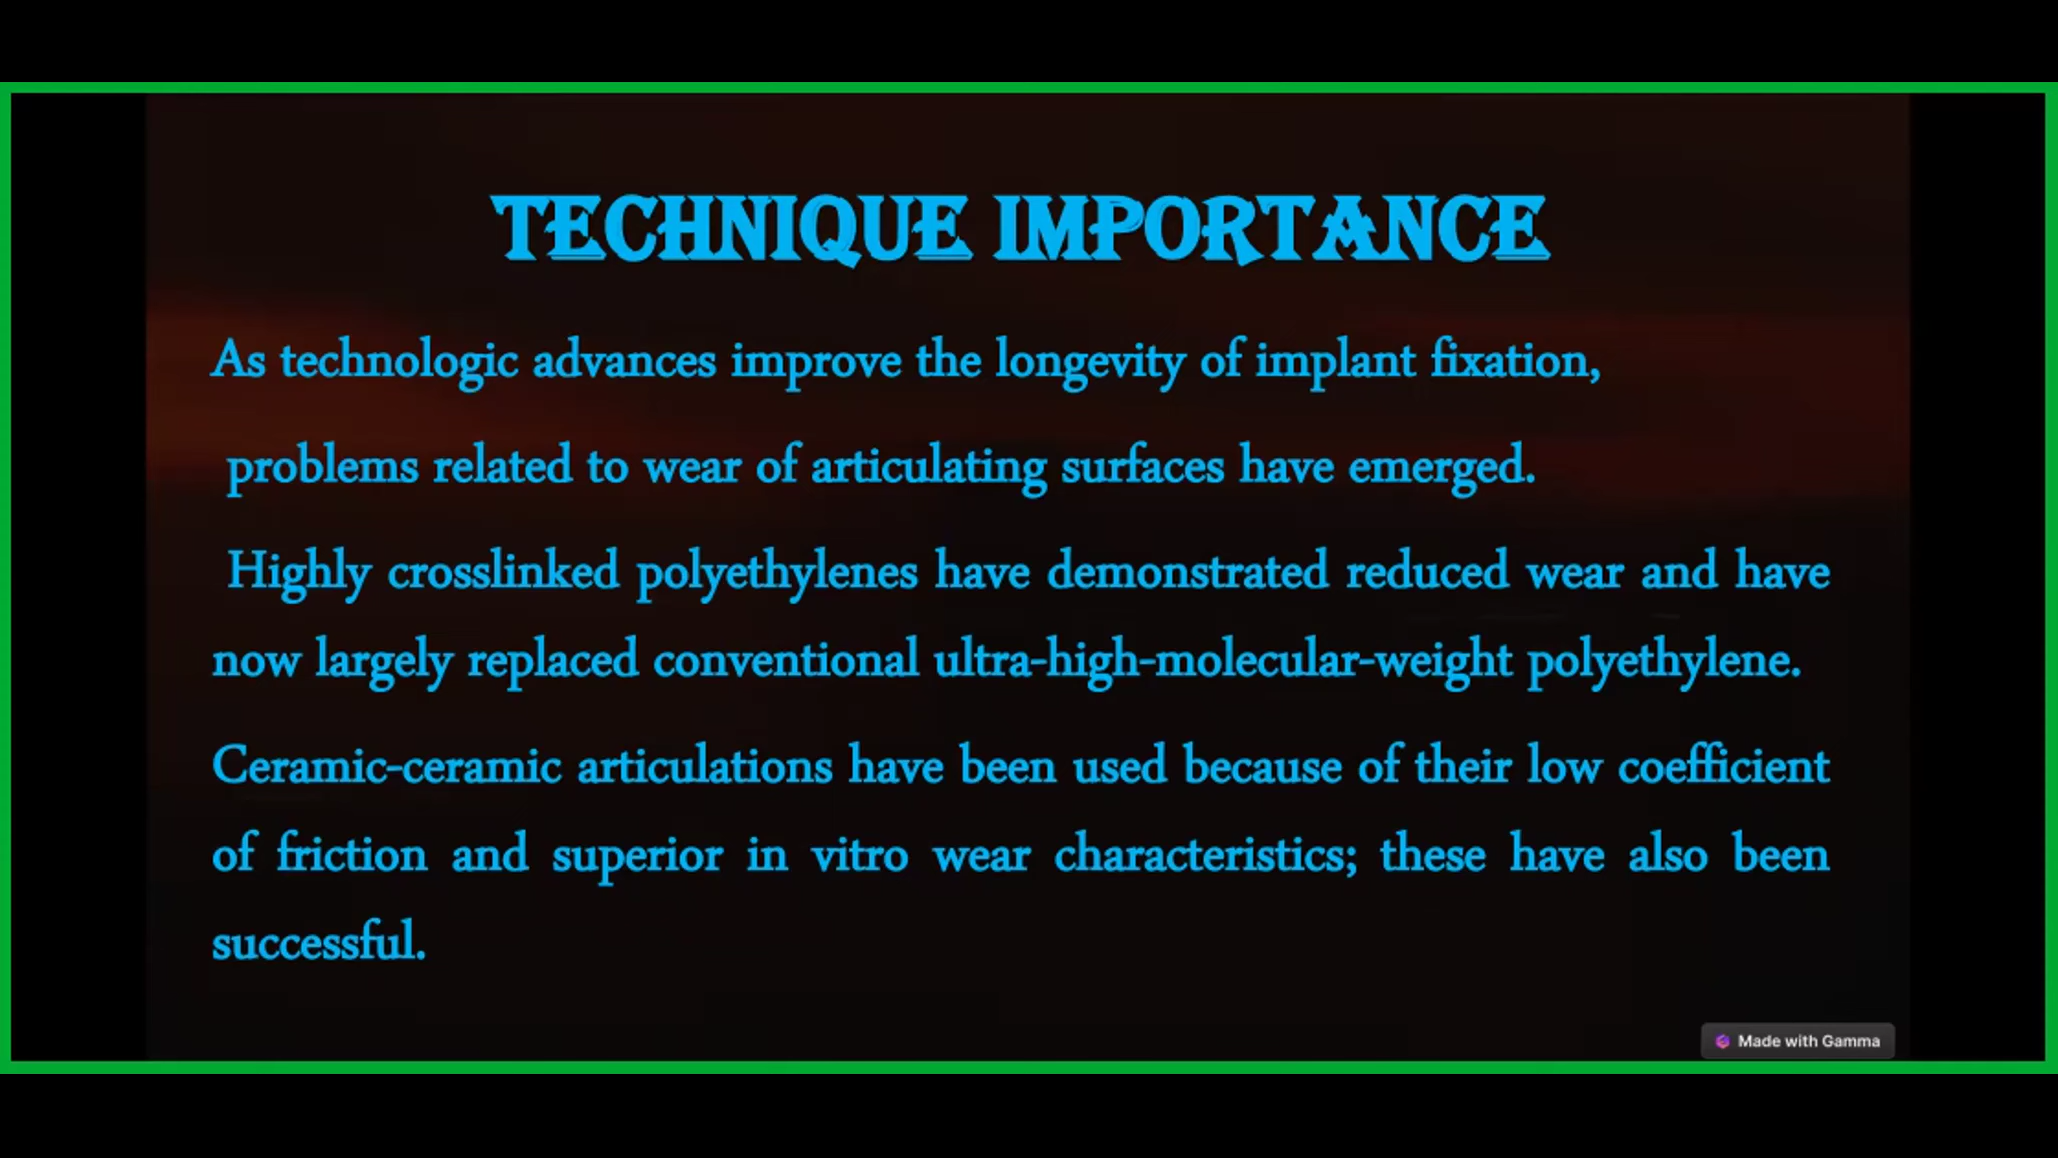 TECHNIQUE IMPORTANCE
As technologic advances improve the longevity of implant fixation,
problems related to wear of articulating surfaces have emerged.
Highly crosslinked polyethylenes have demonstrated reduced wear and have
now largely replaced conventional ultra-high-molecular-weight polyethylene.
Ceramic-ceramic articulations have been used because of their low coefficient
of friction and superior in vitro wear characteristics; these have also been
successful.
Made with Gamma